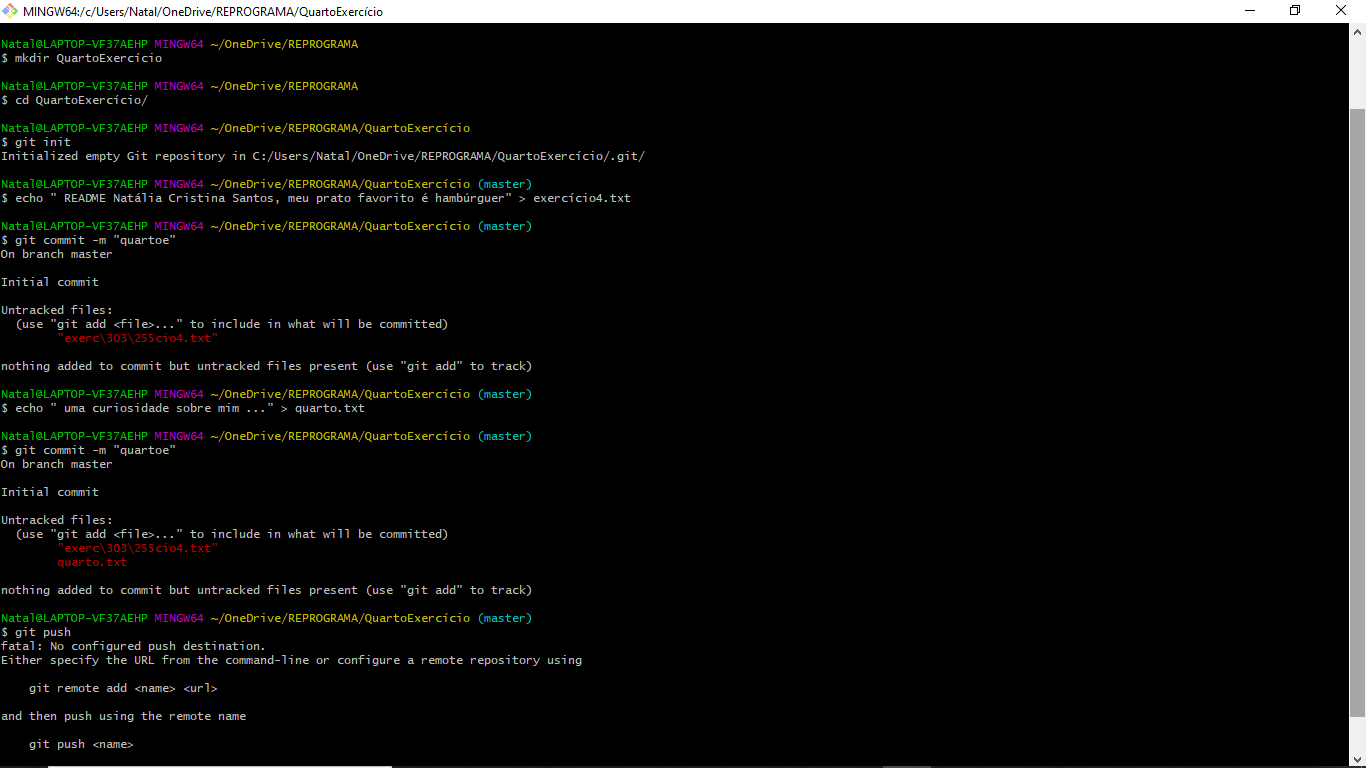 MINGW64:/c/Users/Natal/OneDrive/REPROGRAMA/QuartoExercício
Natal@LAPTOP-VF37AEHP MINGW64 ~/OneDrive/REPROGRAMA
$ mkdir QuartoExercício
Natal@LAPTOP-VF37AEHP MINGW64 ~/OneDrive/REPROGRAMA
$ cd QuartoExercício/
Natal@LAPTOP-VF37AEHP MINGW64 ~/OneDrive/REPROGRAMA/QuartoExercício
$ git init
Initialized empty Git repository in C:/Users/Natal/OneDrive/REPROGRAMA/QuartoExercício/.git/
Natal@LAPTOP-VF37AEHP MINGW64 ~/OneDrive/REPROGRAMA/QuartoExercício (master)
$ echo " README Natália Cristina Santos, meu prato favorito é hambúrguer" > exercício4.txt
Natal@LAPTOP-VF37AEHP MINGW64 ~/OneDrive/REPROGRAMA/QuartoExercício (master)
$ git commit -m "quartoe"
On branch master
Initial commit
Untracked files:
  (use "git add <file>..." to include in what will be committed)
        "exerc\303\255cio4.txt"
nothing added to commit but untracked files present (use "git add" to track)
Natal@LAPTOP-VF37AEHP MINGW64 ~/OneDrive/REPROGRAMA/QuartoExercício (master)
$ echo " uma curiosidade sobre mim ..." > quarto.txt
Natal@LAPTOP-VF37AEHP MINGW64 ~/OneDrive/REPROGRAMA/QuartoExercício (master)
$ git commit -m "quartoe"
On branch master
Initial commit
Untracked files:
  (use "git add <file>..." to include in what will be committed)
        "exerc\303\255cio4.txt"
        quarto.txt
nothing added to commit but untracked files present (use "git add" to track)
Natal@LAPTOP-VF37AEHP MINGW64 ~/OneDrive/REPROGRAMA/QuartoExercício (master)
$ git push
fatal: No configured push destination.
Either specify the URL from the command-line or configure a remote repository using
    git remote add <name> <url>
and then push using the remote name
    git push <name>